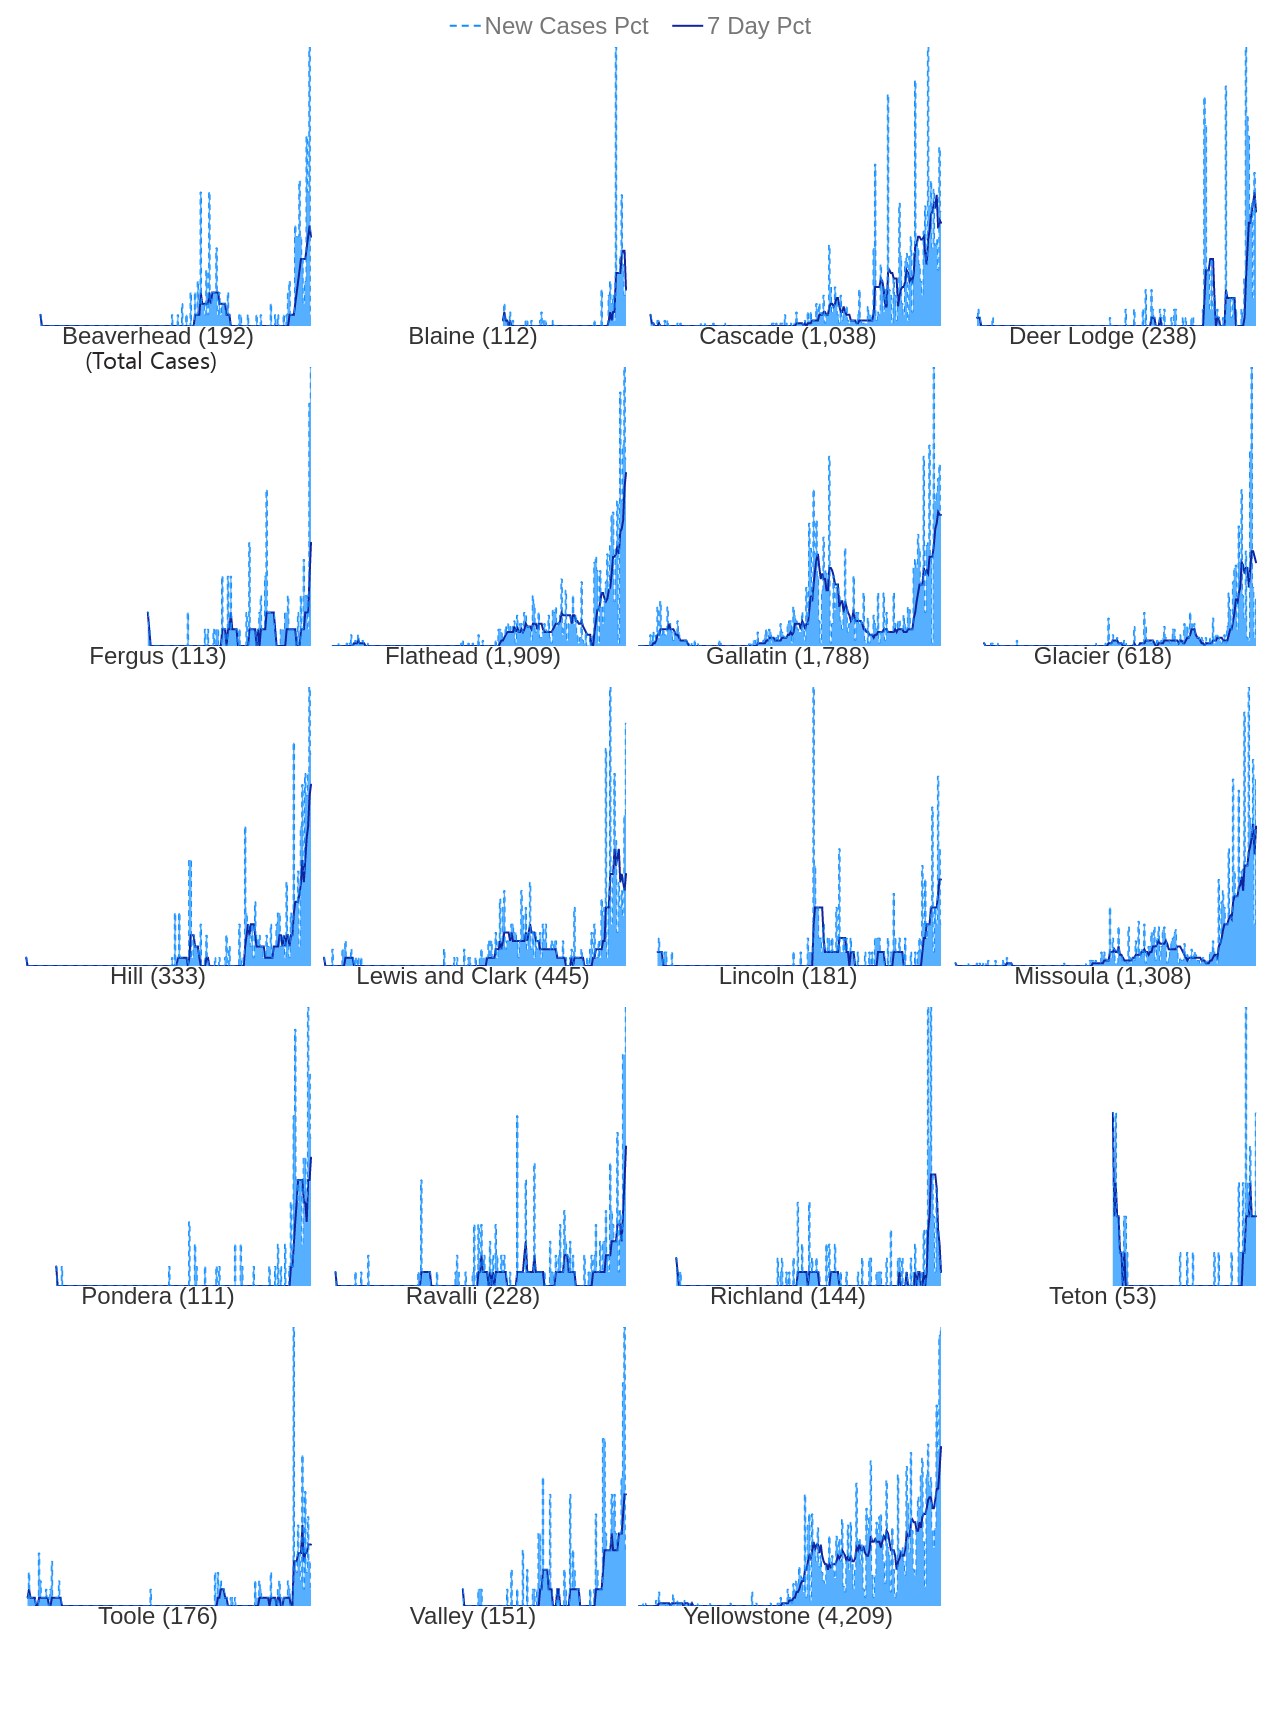 New Cases Pct 7 Day Pct
Beaverhead (192) Blaine (112) Cascade (1,038) Deer Lodge (238)
(Total Cases)
Fergus (113) Flathead (1,909) Gallatin (1,788) Glacier (618)
Hill (333) Lewis and Clark (445) Lincoln (181) Missoula (1,308)
Pondera (111) Ravalli (228) Richland (144) Teton (53)
Toole (176) Valley (151) Yellowstone (4,209)